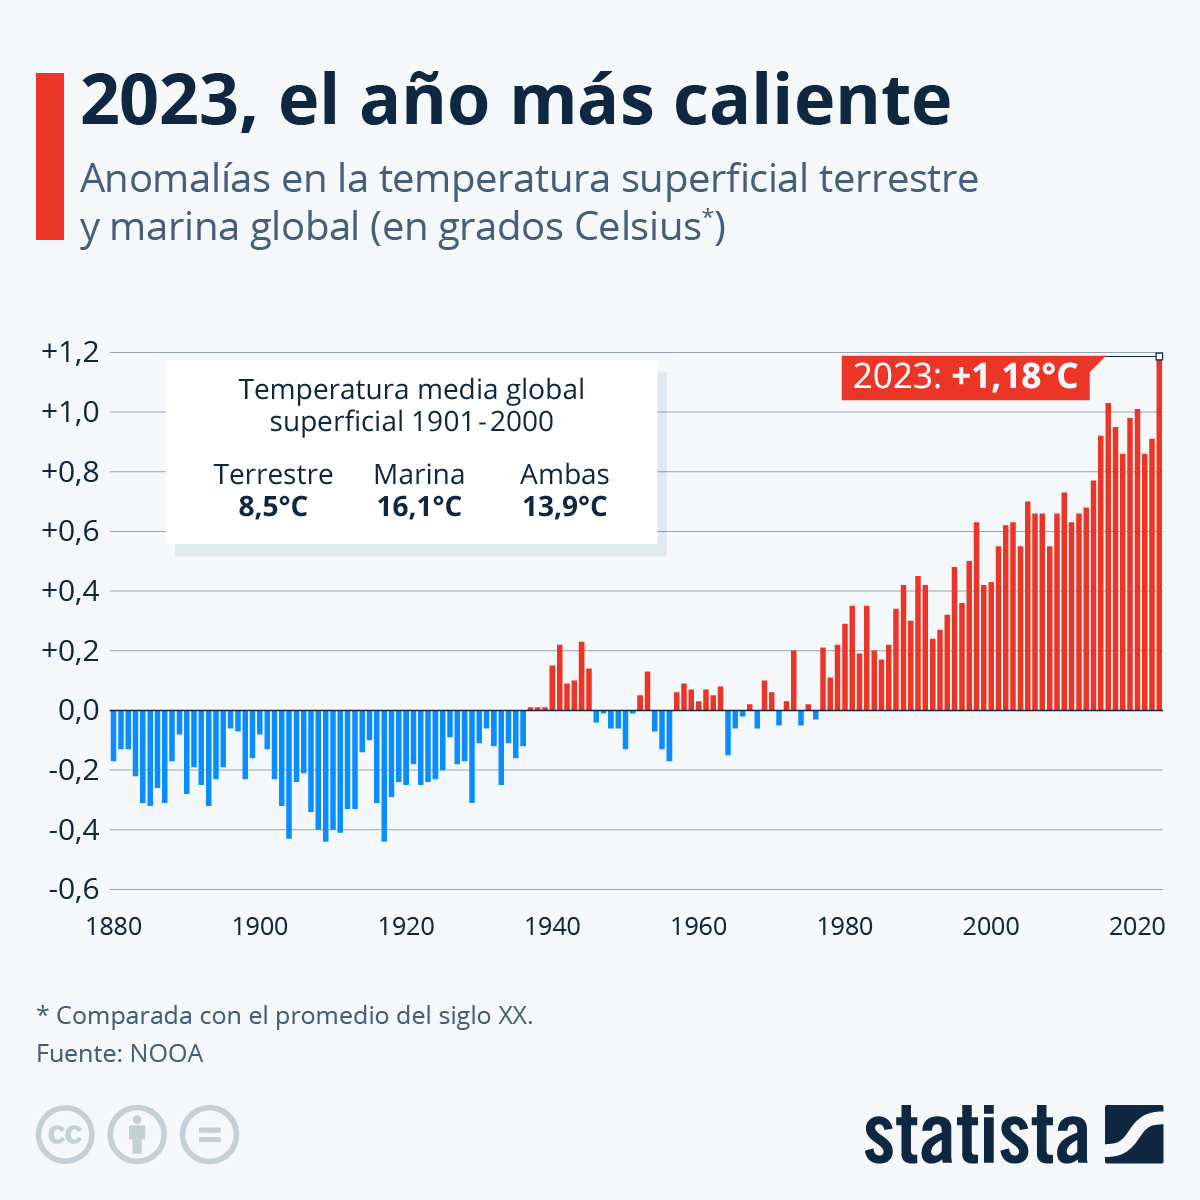 2023, el año más caliente
Anomalías en la temperatura superficial terrestre
y marina global (en grados Celsius*)
+1,2
+1,0
+0,8
+0,6
+0,4
+0,2
0,0
-0,2
-0,4
-0,6
Temperatura media global
superficial 1901-2000
Terrestre Marina Ambas
8,5°C 16,1°C 13,9°C
2023: +1,18°C
1880 1900 1920 1940 1960 1980 2000 2020
* Comparada con el promedio del siglo XX.
Fuente: NOOA
cc
statista